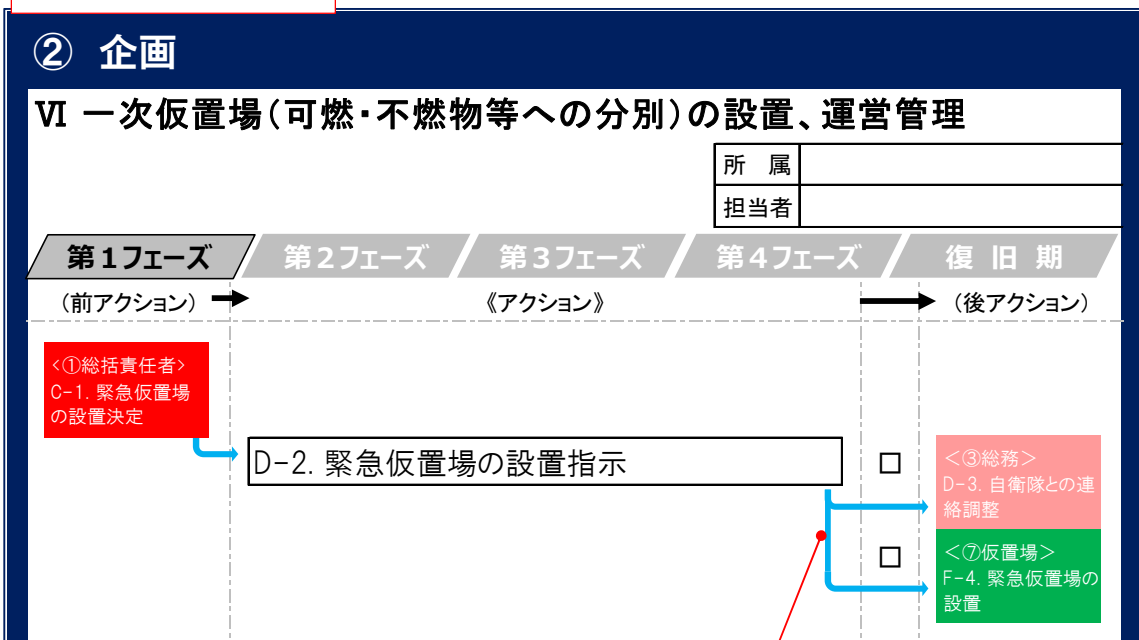 ② 企画
Ⅵ 一次仮置場(可燃・不燃物等への分別)の設置、運営管理
所 属
担当者
第1フェーズ
第2フェーズ
第3フェーズ
第4フェーズ
復 旧 期
(前アクション)
《アクション》
(後アクション)
<①総括責任者>
C-1. 緊急仮置場
の設置決定
D-2. 緊急仮置場の設置指示
□
<③総務>
D-3. 自衛隊との連
絡調整
□
<⑦仮置場>
F-4. 緊急仮置場の
設置